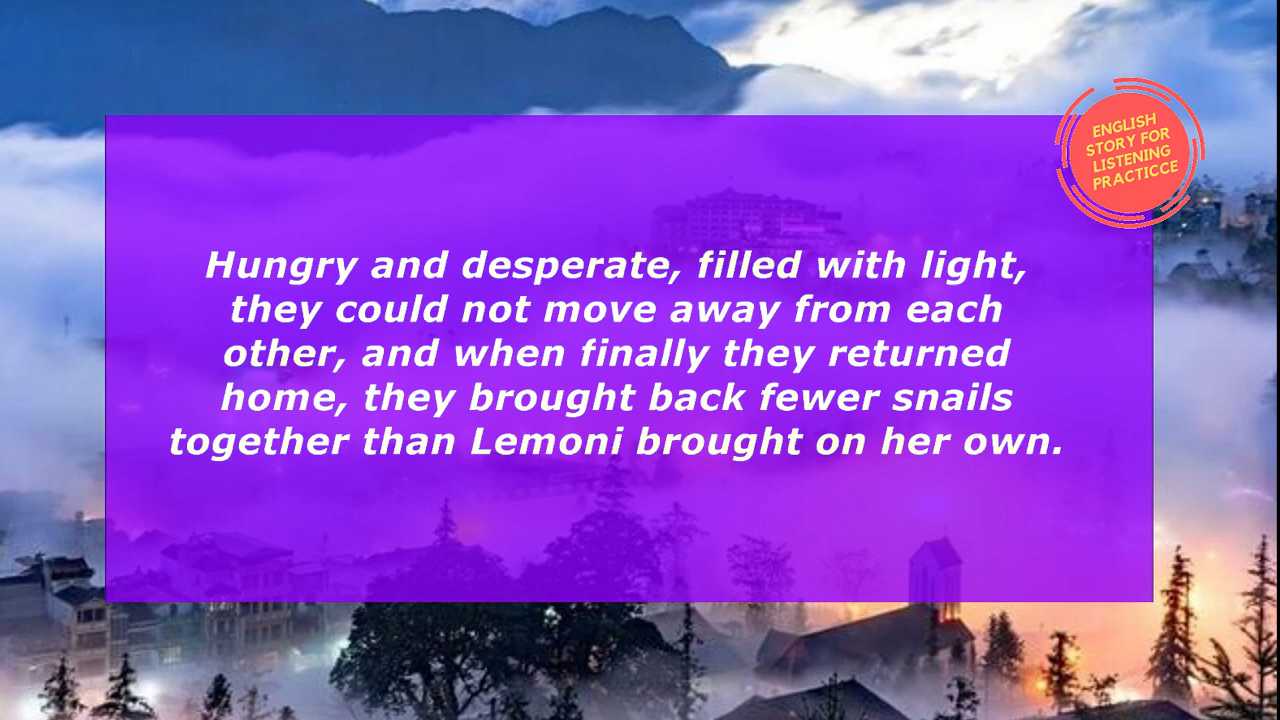 ENGLISH
STORY FOR
LISTENING
PRACTICCE
Hungry and desperate, filled with light,
they could not move away from each
other, and when finally they returned
home, they brought back fewer snails
together than Lemoni brought on her own.